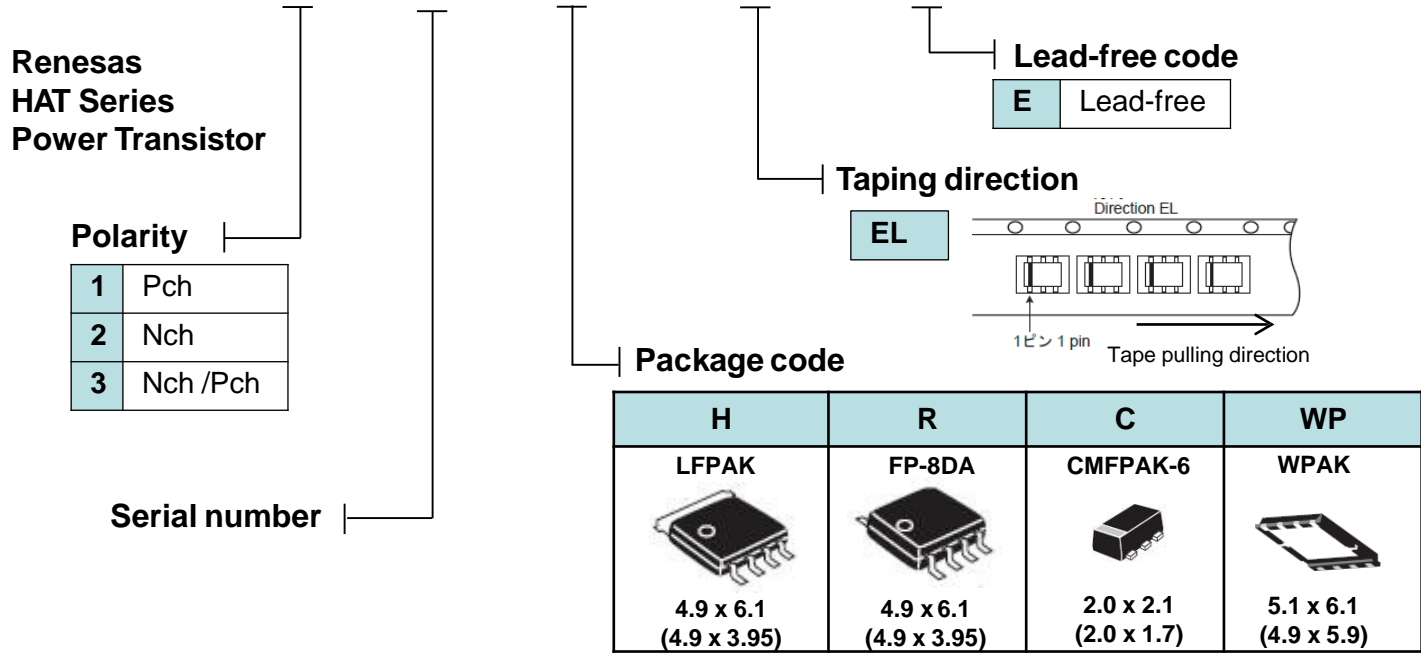 Renesas
HAT Series
Power Transistor
Lead-free code
E Lead-free
Taping direction
EL
Direction EL
1ピン 1 pin
Tape pulling direction
Polarity
1 Pch
2 Nch
3 Nch /Pch
Package code
H R C WP
LFPAK FP-8DA CMFPAK-6 WPAK
4.9 x 6.1 4.9 x 6.1 2.0 x 2.1 5.1 x 6.1
(4.9 x 3.95) (4.9 x 3.95) (2.0 x 1.7) (4.9 x 5.9)
Serial number